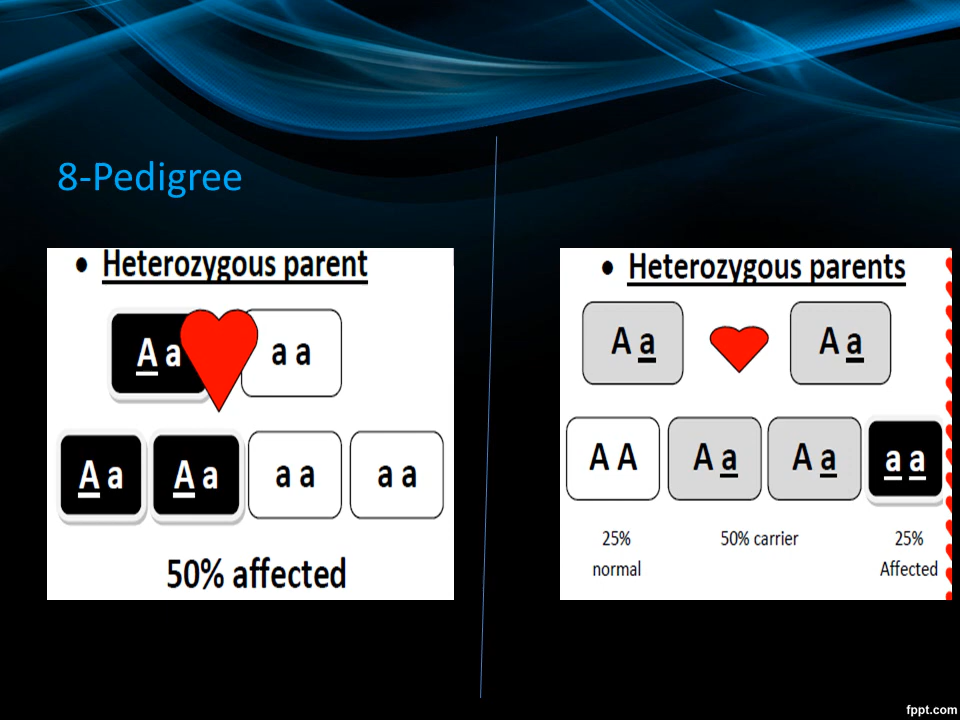 8-Pedigree
• Heterozygous parent
A a a a
A a A a a a a a
50% affected
• Heterozygous parents
A a A a
A A A a A a a a
25% 50% carrier 25%
normal Affected
fppt.com